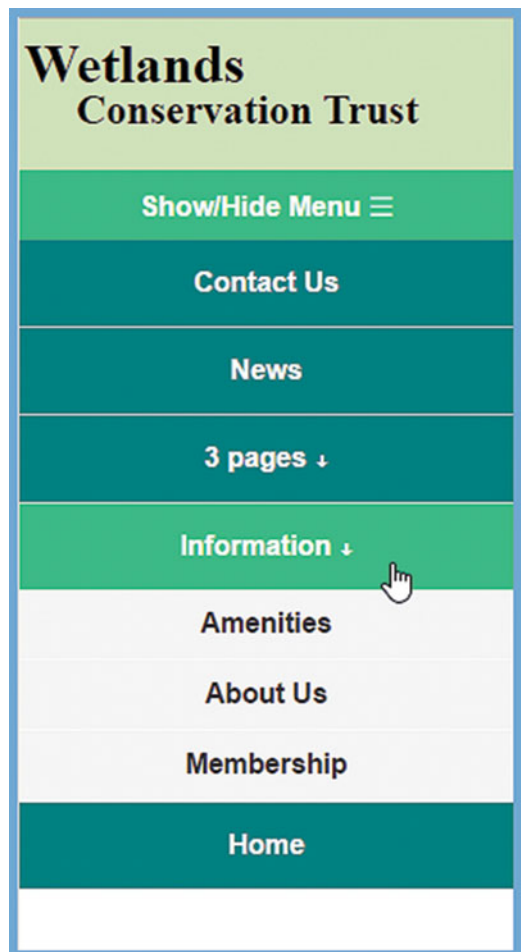 Wetlands
Conservation Trust
Show/Hide Menu ☰
Contact Us
News
3 pages ↓
Information ↓
Amenities
About Us
Membership
Home